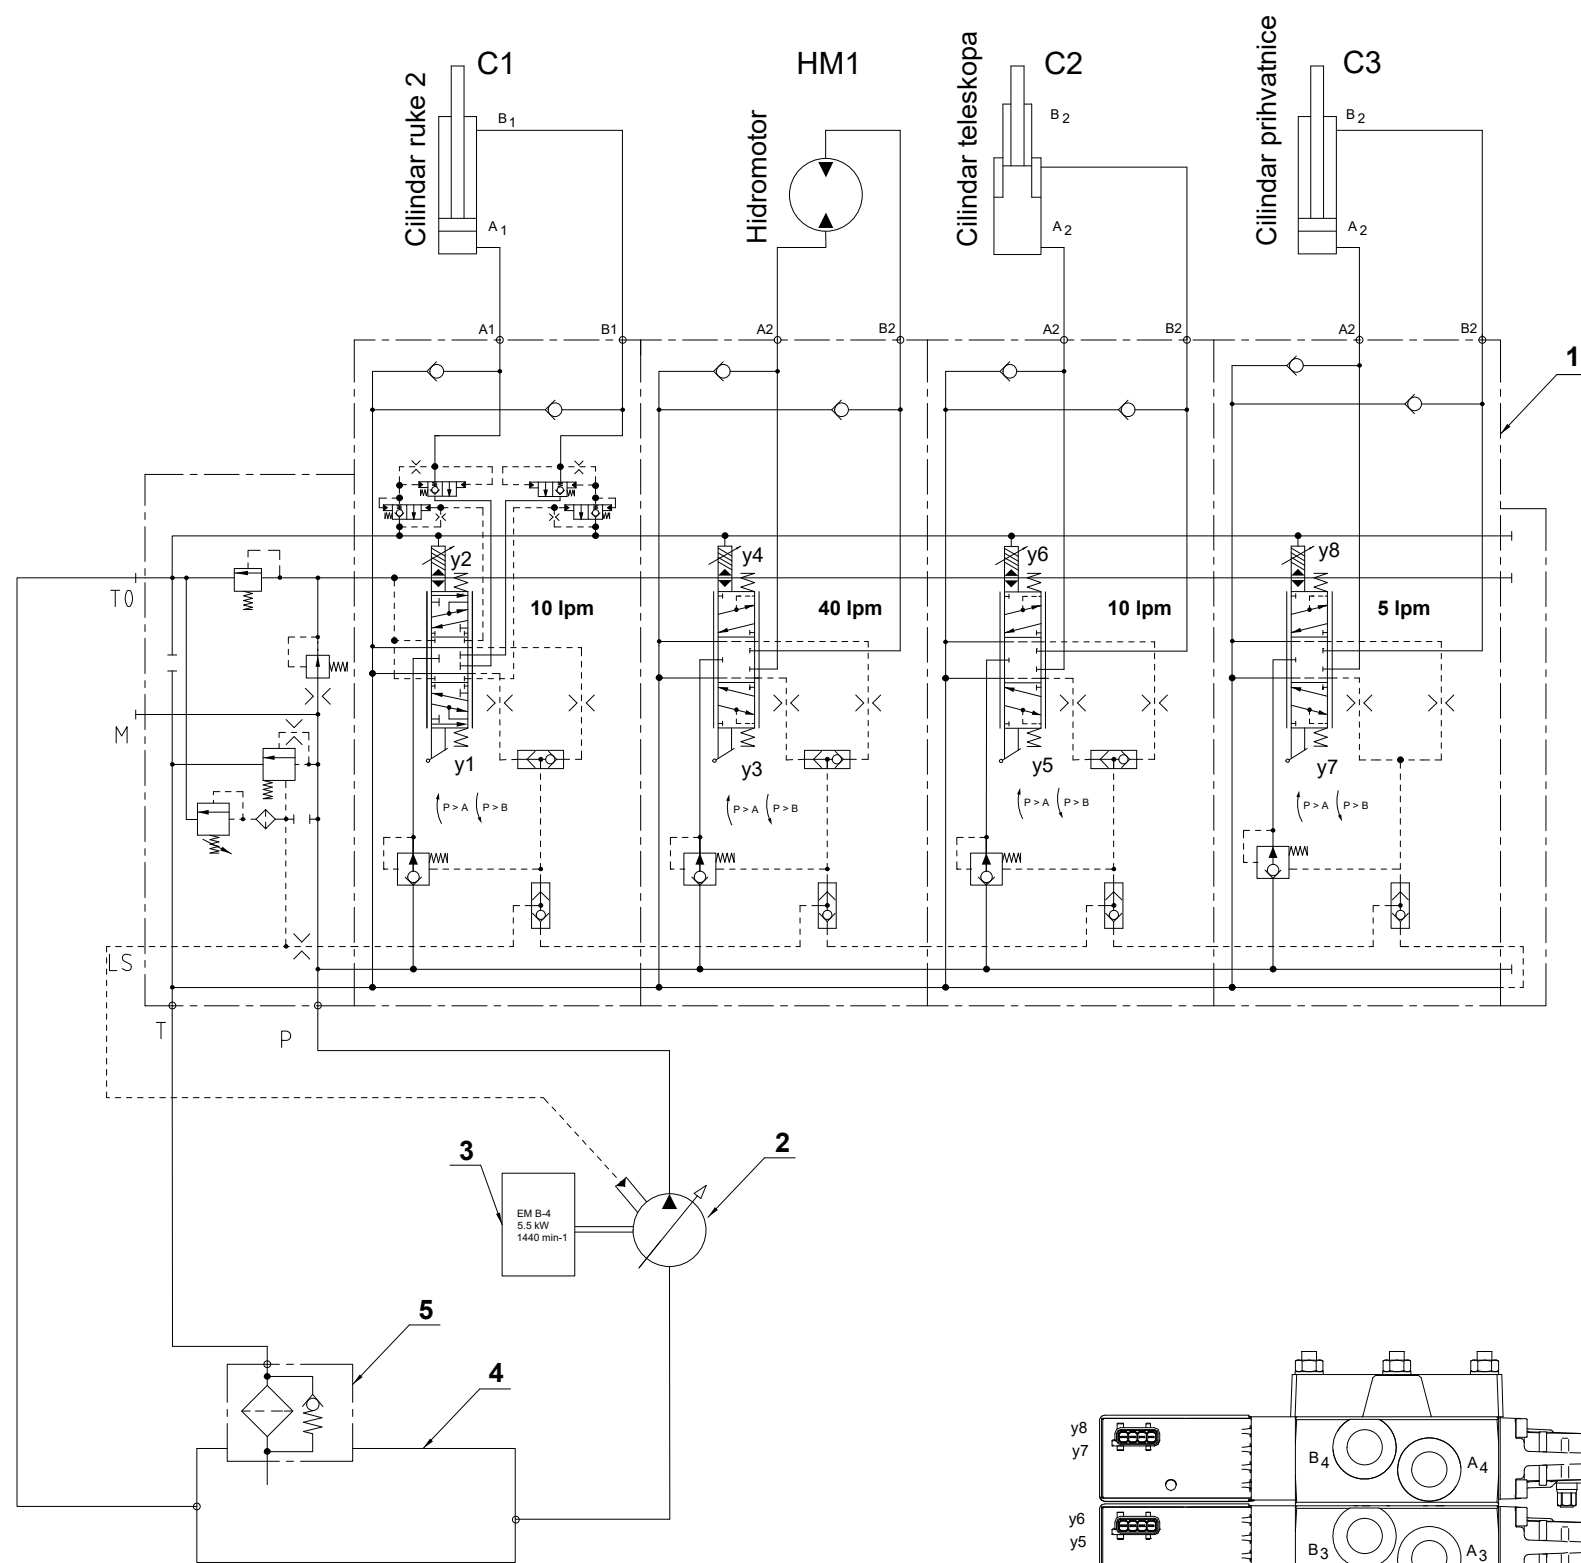 C1
HM1
C2
C3
Cilindar ruke 2
Hidromotor
Cilindar teleskopa
Cilindar prihvatnice
B1
B2
B2
A1
A2
A2
A1
B1
A2
B2
A2
B2
A2
B2
1
y2
y4
y6
y8
T0
10 lpm
40 lpm
10 lpm
5 lpm
M
y1
y3
y5
y7
P > A
P > B
P > A
P > B
P > A
P > B
P > A
P > B
LS
T
P
3
2
EM B-4
5.5 kW
1440 min-1
5
4
y8
y7
B4
A4
y6
y5
B3
A3